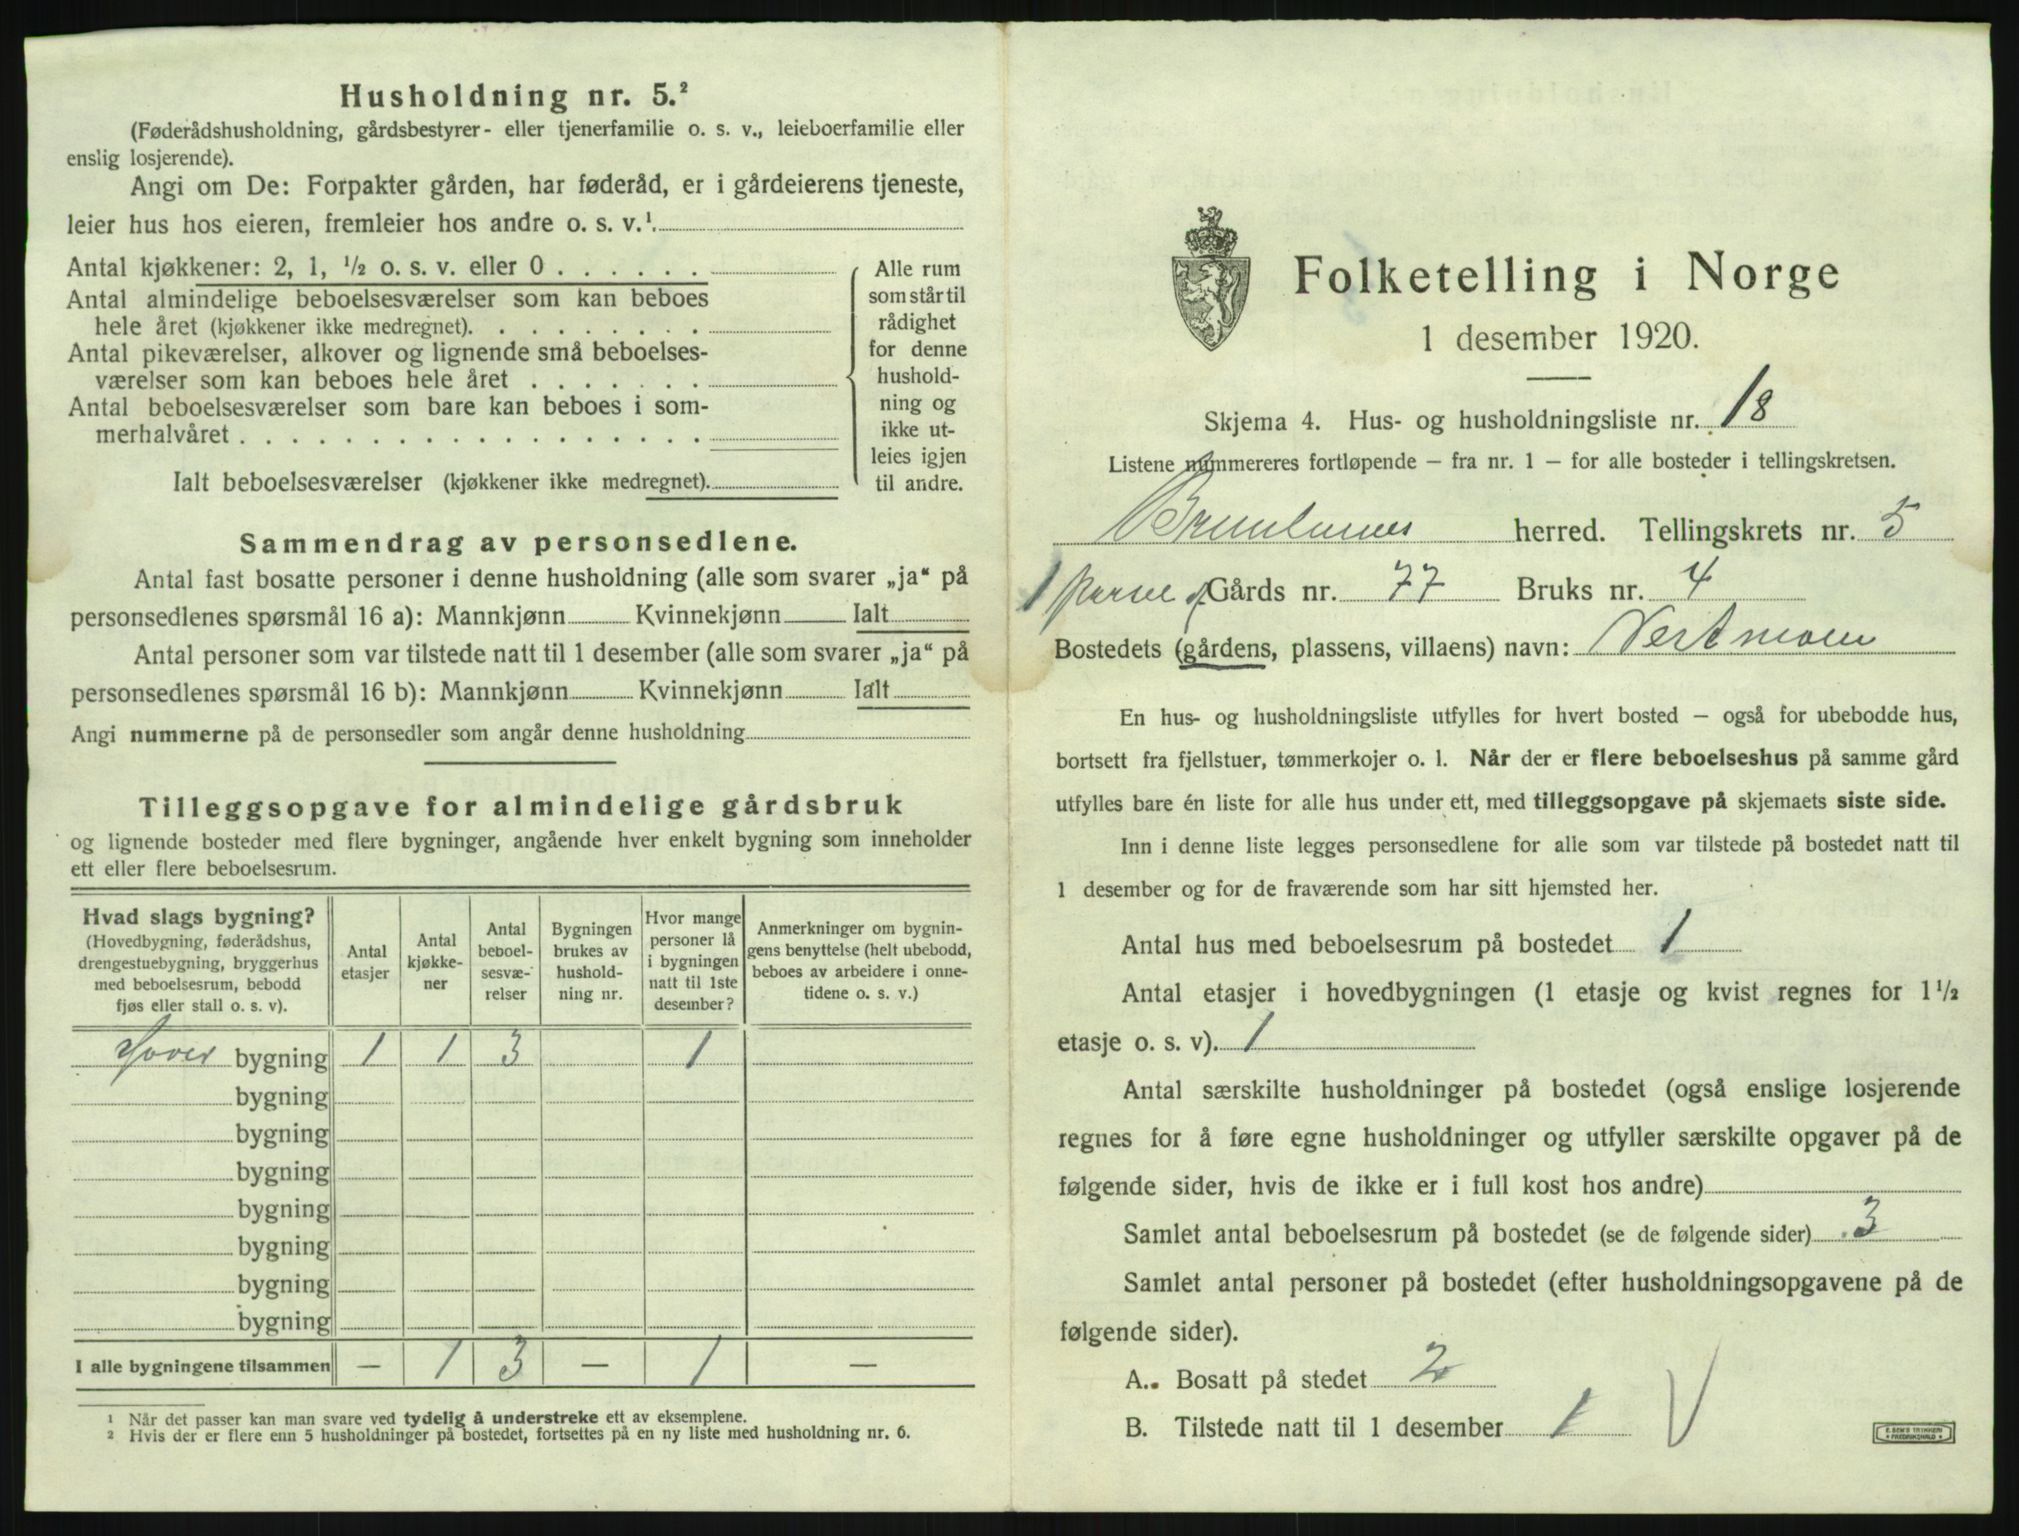 Husholdning nr. 5.²
(Føderådshusholdning, gårdsbestyrer- eller tjenerfamilie o. s. v., leieboerfamilie eller
enslig losjerende).
Angi om De: Forpakter gården, har føderåd, er i gårdeierens tjeneste,
leier hus hos eieren, fremleier hos andre o. s. v.¹.
Antal kjøkkener: 2, 1, ½ o. s. v. eller 0 . . . . . .
Antal almindelige beboelsesværelser som kan beboes
hele året (kjøkkener ikke medregnet). . . . . . . . .
Antal pikeværelser, alkover og lignende små beboelses-
værelser som kan beboes hele året . . . . . . .
Antal beboelsesværelser som bare kan beboes i som-
merhalvåret . . . . . . . . . . . . . . . . . .
Ialt beboelsesværelser (kjøkkener ikke medregnet).
Alle rum
som står til
rådighet
for denne
hushold-
ning og
ikke ut-
leies igjen
til andre.
Sammendrag av personsedlene.
Antal fast bosatte personer i denne husholdning (alle som svarer „ja“ på
personsedlenes spørsmål 16 a): Mannkjønn Kvinnekjønn Ialt
Antal personer som var tilstede natt til 1 desember (alle som svarer „ja“ på
personsedlenes spørsmål 16 b): Mannkjønn Kvinnekjønn Ialt
Angi nummerne på de personsedler som angår denne husholdning
Tilleggsopgave for almindelige gårdsbruk
og lignende bosteder med flere bygninger, angående hver enkelt bygning som inneholder
ett eller flere beboelsesrum.
Hvad slags bygning?
(Hovedbygning, føderådshus,
drengestuebygning, bryggerhus
med beboelsesrum, bebodd
fjøs eller stall o. s. v).
Antal
etasjer
Antal
kjøkke-
ner
Antal
beboel-
sesvæ-
relser
Bygningen
brukes av
hushold-
ning nr.
Hvor mange
personer lå
i bygningen
natt til 1ste
desember?
Anmerkninger om bygnin-
gens benyttelse (helt ubebodd,
beboes av arbeidere i onne-
tidene o. s. v.)
Hoved bygning 1 1 3 1
bygning
bygning
bygning
bygning
bygning
bygning
bygning
I alle bygningene tilsammen — 1 3 — 1 —
¹ Når det passer kan man svare ved tydelig å understreke ett av eksemplene.
² Hvis der er flere enn 5 husholdninger på bostedet, fortsettes på en ny liste med husholdning nr. 6.
Folketelling i Norge
1 desember 1920.
Skjema 4. Hus- og husholdningsliste nr. 18
Listene nummereres fortløpende – fra nr. 1 – for alle bosteder i tellingskretsen.
Brunlanes herred. Tellingskrets nr. 5
Gårds nr. 77 Bruks nr. 4
Bostedets (gårdens, plassens, villaens) navn:
En hus- og husholdningsliste utfylles for hvert bosted – også for ubebodde hus,
bortsett fra fjellstuer, tømmerkojer o. l. Når der er flere beboelseshus på samme gård
utfylles bare én liste for alle hus under ett, med tilleggsopgave på skjemaets siste side.
Inn i denne liste legges personsedlene for alle som var tilstede på bostedet natt til
1 desember og for de fraværende som har sitt hjemsted her.
Antal hus med beboelsesrum på bostedet 1
Antal etasjer i hovedbygningen (1 etasje og kvist regnes for 1½
etasje o. s. v). 1
Antal særskilte husholdninger på bostedet (også enslige losjerende
regnes for å føre egne husholdninger og utfyller særskilte opgaver på de
følgende sider, hvis de ikke er i full kost hos andre)
Samlet antal beboelsesrum på bostedet (se de følgende sider) 3
Samlet antal personer på bostedet (efter husholdningsopgavene på de
følgende sider).
A. Bosatt på stedet 2
B. Tilstede natt til 1 desember 1 V